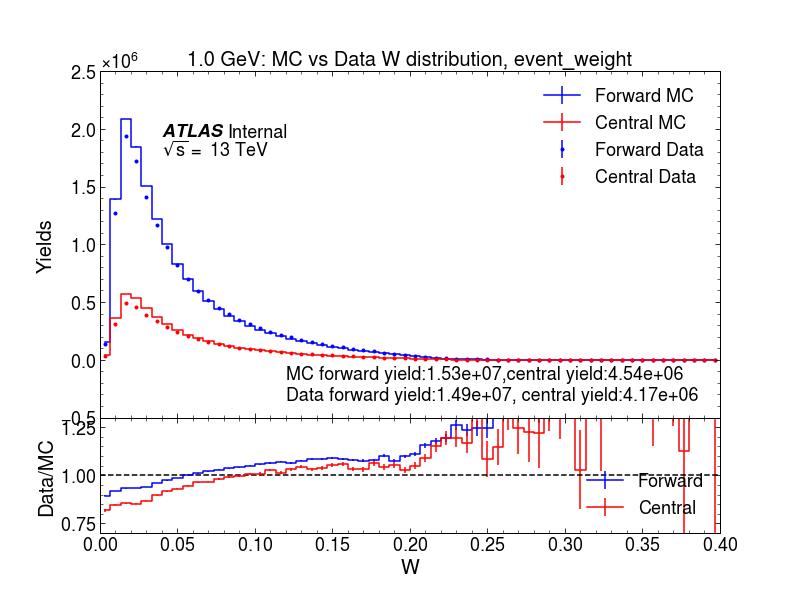 ×10⁶
1.0 GeV: MC vs Data W distribution, event_weight
2.5
2.0
1.5
1.0
0.5
0.0
0.5
Yields
ATLAS Internal
√s = 13 TeV
Forward MC
Central MC
Forward Data
Central Data
MC forward yield:1.53e+07,central yield:4.54e+06
Data forward yield:1.49e+07, central yield:4.17e+06
1.25
1.00
0.75
Data/MC
Forward
Central
0.00 0.05 0.10 0.15 0.20 0.25 0.30 0.35 0.40
W